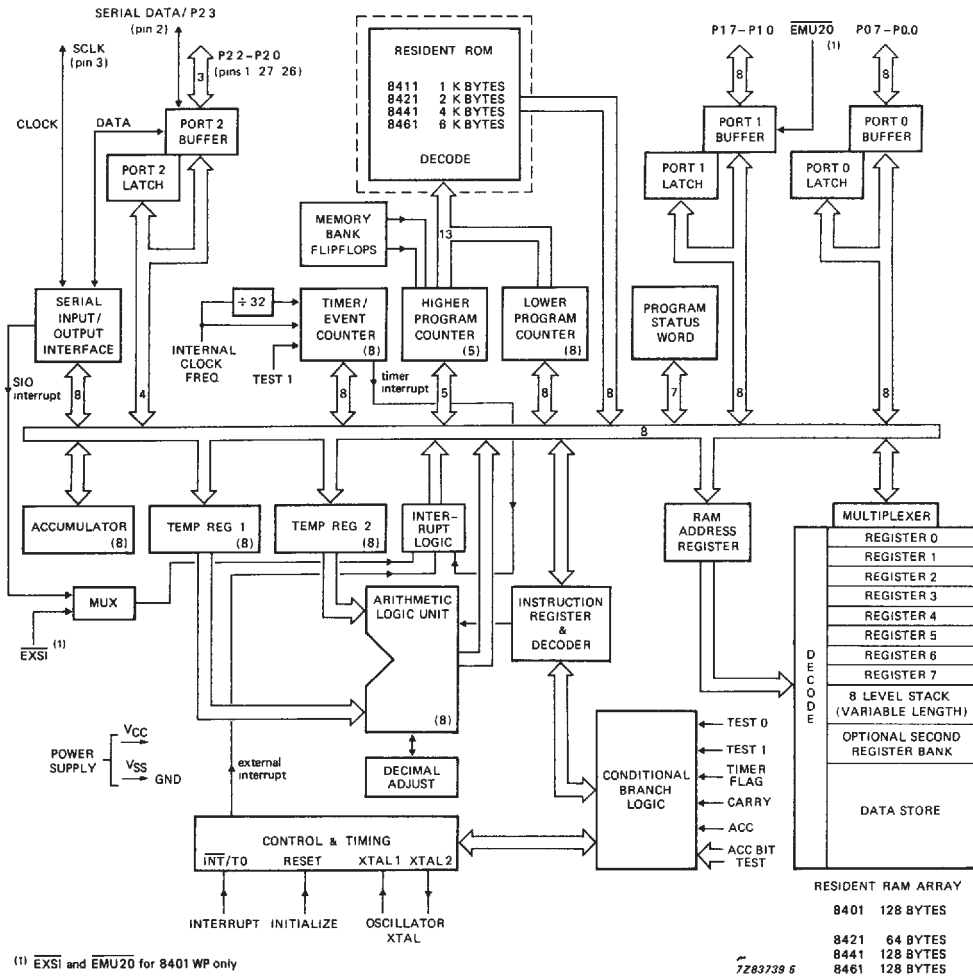 SERIAL DATA/P23
(pin 2)
SCLK
(pin 3)
P22-P20
(pins 1 27 26)
3
CLOCK
DATA
PORT 2
BUFFER
PORT 2
LATCH
RESIDENT ROM
8411 1 K BYTES
8421 2 K BYTES
8441 4 K BYTES
8461 6 K BYTES
DECODE
P17-P10
EMU20
(1)
P07-P0.0
8
8
PORT 1
BUFFER
PORT 1
LATCH
PORT 0
BUFFER
PORT 0
LATCH
MEMORY
BANK
FLIPFLOPS
13
÷ 32
SERIAL
INPUT/
OUTPUT
INTERFACE
TIMER/
EVENT
COUNTER
(8)
HIGHER
PROGRAM
COUNTER
(5)
LOWER
PROGRAM
COUNTER
(8)
PROGRAM
STATUS
WORD
INTERNAL
CLOCK
FREQ.
TEST 1
timer
interrupt
SIO
interrupt
8
4
8
5
8
8
7
8
8
8
ACCUMULATOR
(8)
TEMP REG 1
(8)
TEMP REG 2
(8)
INTER-
RUPT
LOGIC
RAM
ADDRESS
REGISTER
MULTIPLEXER
REGISTER 0
REGISTER 1
REGISTER 2
REGISTER 3
REGISTER 4
REGISTER 5
REGISTER 6
REGISTER 7
8 LEVEL STACK
(VARIABLE LENGTH)
OPTIONAL SECOND
REGISTER BANK
DATA STORE
DECODE
MUX
EXSI (1)
ARITHMETIC
LOGIC UNIT
(8)
INSTRUCTION
REGISTER
&
DECODER
DECIMAL
ADJUST
POWER
SUPPLY
VCC
VSS
GND
external
interrupt
CONDITIONAL
BRANCH
LOGIC
TEST 0
TEST 1
TIMER
FLAG
CARRY
ACC
ACC BIT
TEST
CONTROL & TIMING
INT/T0 RESET XTAL 1 XTAL 2
INTERRUPT INITIALIZE OSCILLATOR
XTAL
RESIDENT RAM ARRAY
8401 128 BYTES
8421 64 BYTES
8441 128 BYTES
8461 128 BYTES
(1) EXSI and EMU20 for 8401 WP only
7Z83739 5